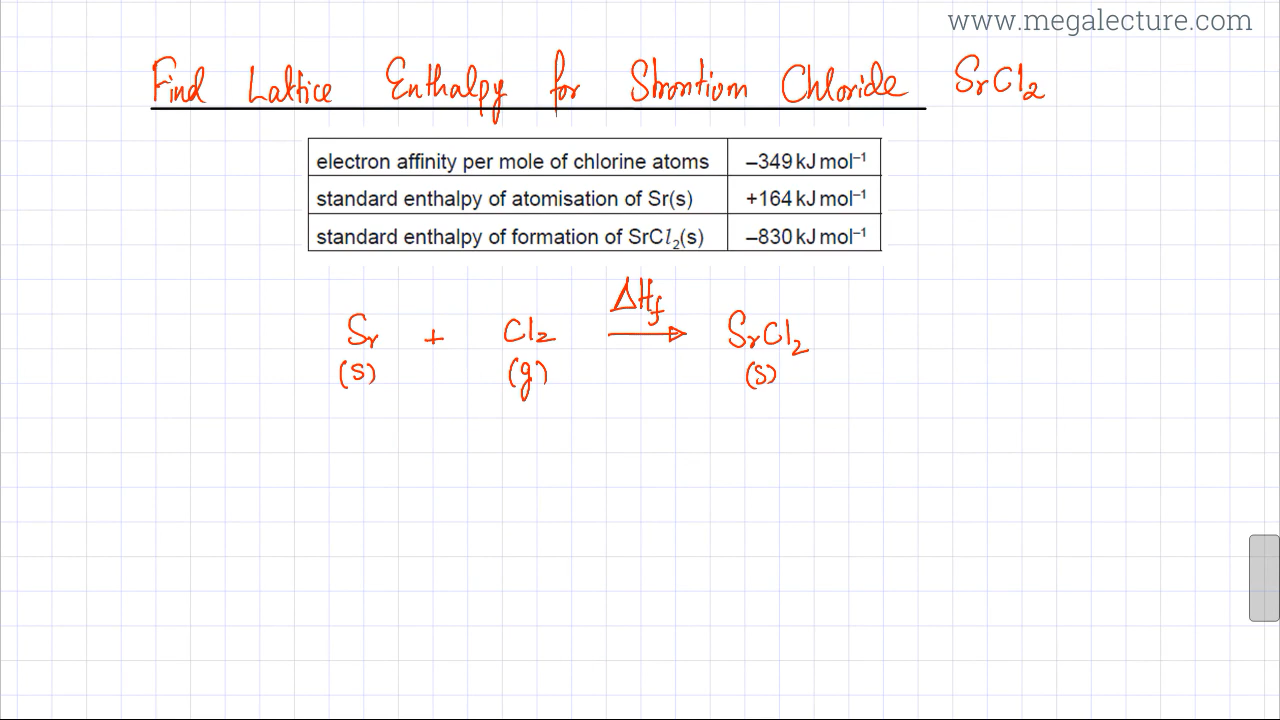 www.megalecture.com
Find Lattice Enthalpy for Strontium Chloride SrCl₂
electron affinity per mole of chlorine atoms –349 kJ mol⁻¹
standard enthalpy of atomisation of Sr(s) +164 kJ mol⁻¹
standard enthalpy of formation of SrCl₂(s) –830 kJ mol⁻¹
ΔHf
Sr + Cl₂ → SrCl₂
(s) (g) (s)